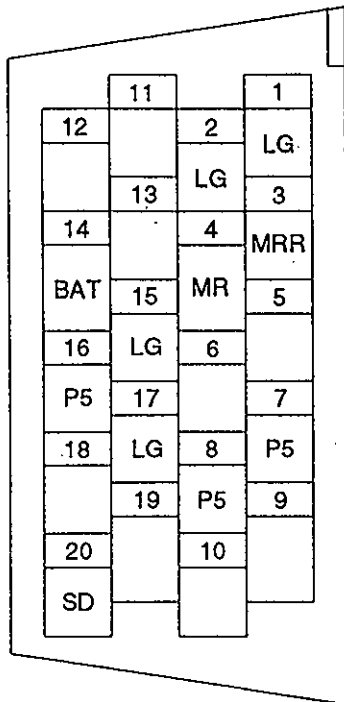 11 1
12 2
LG
LG
13 3
14 4
MRR
BAT MR
15 5
16 LG 6
P5 17 7
18 LG 8 P5
19 P5 9
20 10
SD